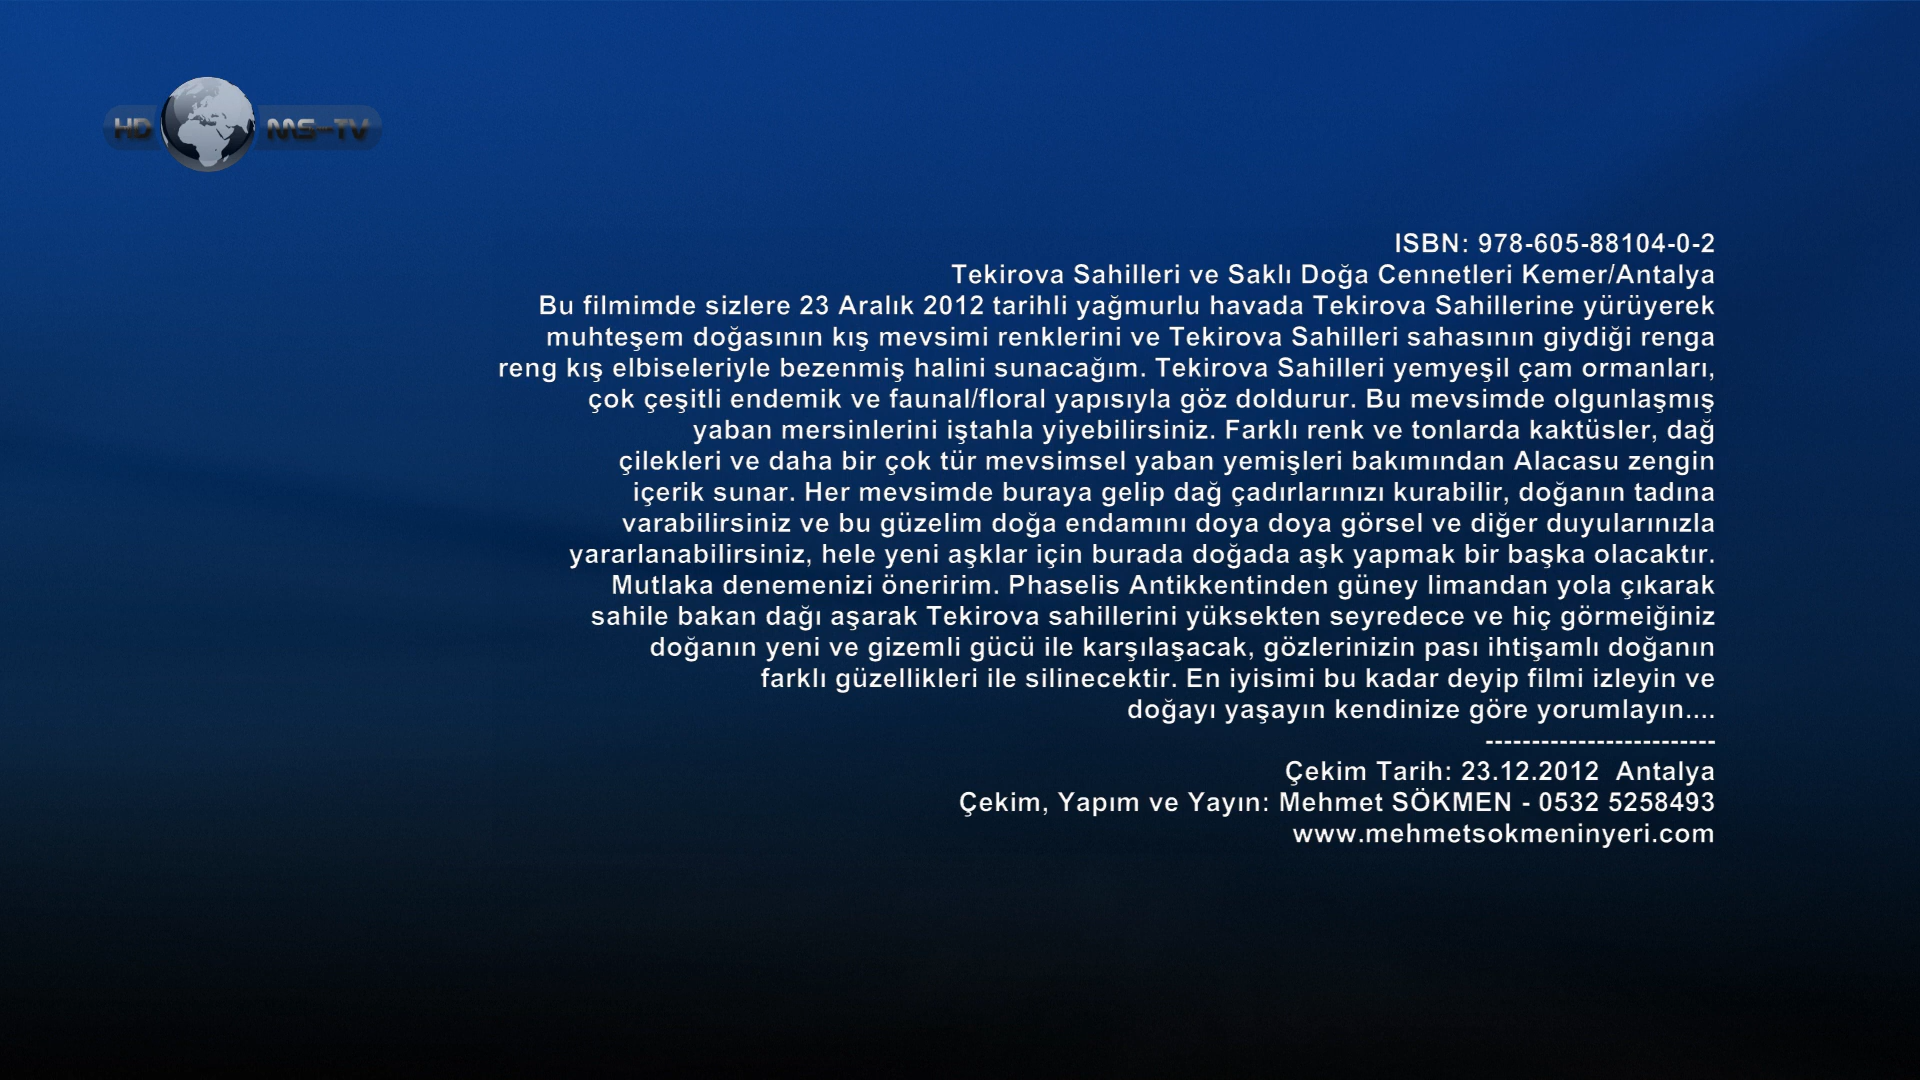 HD MS-TV
ISBN: 978-605-88104-0-2
Tekirova Sahilleri ve Saklı Doğa Cennetleri Kemer/Antalya
Bu filmimde sizlere 23 Aralık 2012 tarihli yağmurlu havada Tekirova Sahillerine yürüyerek
muhteşem doğasının kış mevsimi renklerini ve Tekirova Sahilleri sahasının giydiği renga
reng kış elbiseleriyle bezenmiş halini sunacağım. Tekirova Sahilleri yemyeşil çam ormanları,
çok çeşitli endemik ve faunal/floral yapısıyla göz doldurur. Bu mevsimde olgunlaşmış
yaban mersinlerini iştahla yiyebilirsiniz. Farklı renk ve tonlarda kaktüsler, dağ
çilekleri ve daha bir çok tür mevsimsel yaban yemişleri bakımından Alacasu zengin
içerik sunar. Her mevsimde buraya gelip dağ çadırlarınızı kurabilir, doğanın tadına
varabilirsiniz ve bu güzelim doğa endamını doya doya görsel ve diğer duyularınızla
yararlanabilirsiniz, hele yeni aşklar için burada doğada aşk yapmak bir başka olacaktır.
Mutlaka denemenizi öneririm. Phaselis Antikkentinden güney limandan yola çıkarak
sahile bakan dağı aşarak Tekirova sahillerini yüksekten seyredece ve hiç görmeiğiniz
doğanın yeni ve gizemli gücü ile karşılaşacak, gözlerinizin pası ihtişamlı doğanın
farklı güzellikleri ile silinecektir. En iyisimi bu kadar deyip filmi izleyin ve
doğayı yaşayın kendinize göre yorumlayın....
-------------------------
Çekim Tarih: 23.12.2012  Antalya
Çekim, Yapım ve Yayın: Mehmet SÖKMEN - 0532 5258493
www.mehmetsokmeninyeri.com